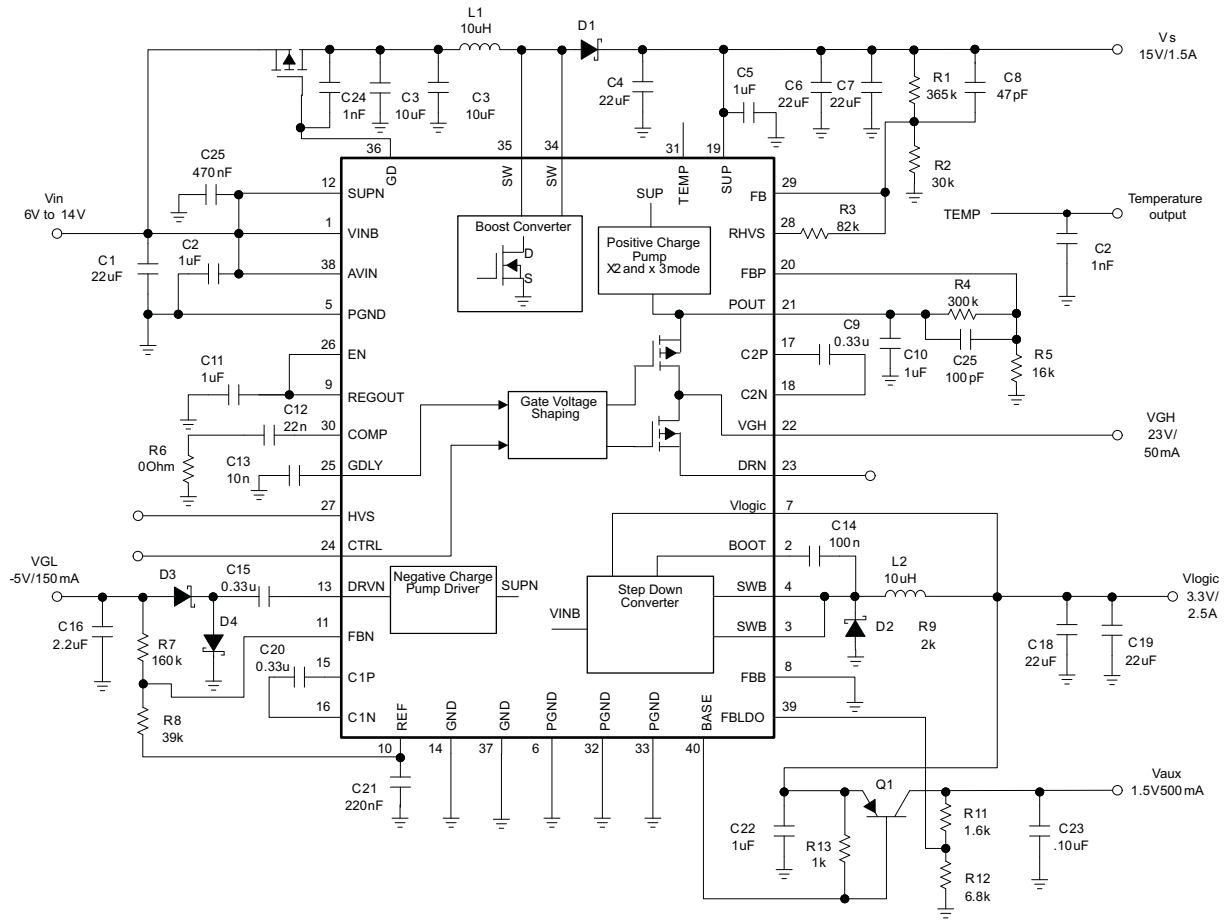 L1
10uH
D1
Vs
15V/1.5A
C24
1nF
C3
10uF
C3
10uF
C4
22uF
C5
1uF
C6
22uF
C7
22uF
R1
365k
C8
47pF
R2
30k
36
35
34
31
19
GD
SW
SW
TEMP
SUP
C25
470nF
12
SUPN
SUP
FB
29
Vin
6V to 14V
1
VINB
Boost Converter
D
S
Positive Charge
Pump
X2 and x 3 mode
RHVS
28
R3
82k
TEMP
Temperature
output
C2
1nF
C1
22uF
C2
1uF
38
AVIN
FBP
20
5
PGND
POUT
21
R4
300k
C25
100pF
C10
1uF
R5
16k
26
EN
C2P
17
C9
0.33u
C11
1uF
9
REGOUT
C2N
18
Gate Voltage
Shaping
C12
22n
30
COMP
VGH
22
VGH
23V/
50mA
R6
0Ohm
C13
10n
25
GDLY
DRN
23
27
HVS
Vlogic
7
24
CTRL
BOOT
2
C14
100n
VGL
-5V/150mA
D3
C15
0.33u
13
DRVN
Negative Charge
Pump Driver
SUPN
VINB
Step Down
Converter
SWB
4
L2
10uH
Vlogic
3.3V/
2.5A
C16
2.2uF
R7
160k
D4
11
FBN
SWB
3
D2
R9
2k
C18
22uF
C19
22uF
C20
0.33u
15
C1P
FBB
8
R8
39k
16
C1N
FBLDO
39
REF
GND
GND
PGND
PGND
PGND
BASE
10
14
37
6
32
33
40
C21
220nF
Q1
Vaux
1.5V500mA
C22
1uF
R13
1k
R11
1.6k
R12
6.8k
C23
.10uF